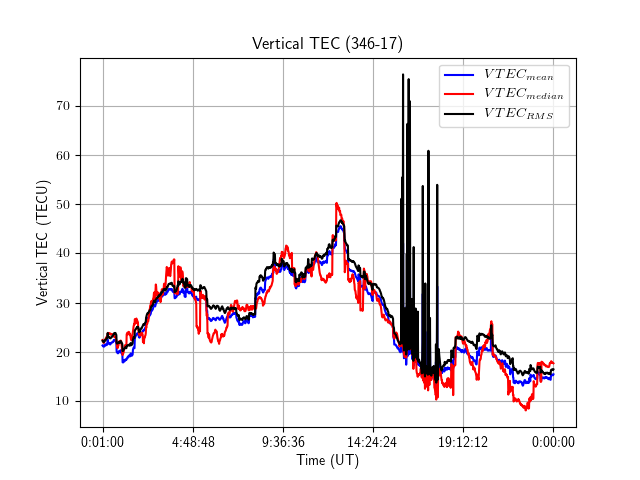 Vertical TEC (346-17)
VTEC_mean
VTEC_median
VTEC_RMS
Vertical TEC (TECU)
70
60
50
40
30
20
10
0:01:00 4:48:48 9:36:36 14:24:24 19:12:12 0:00:00
Time (UT)